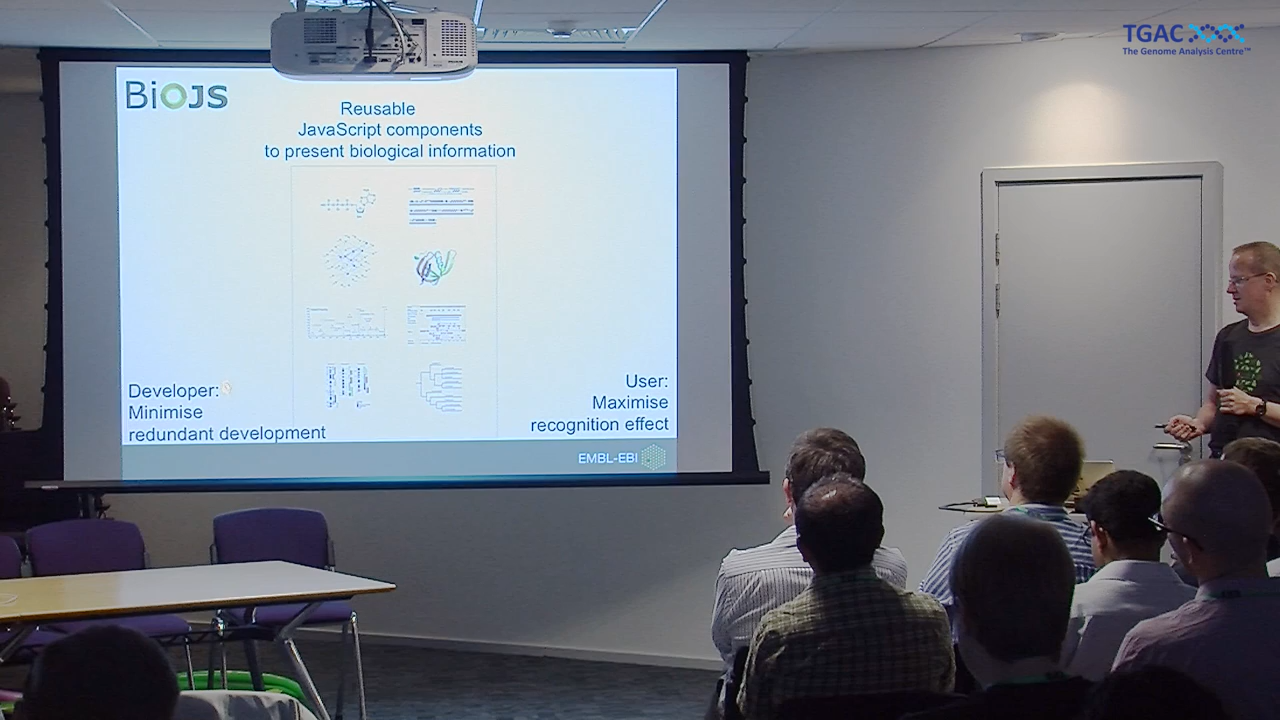 TGAC
The Genome Analysis Centre™
BiOJS
Reusable
JavaScript components
to present biological information
Developer:
Minimise
redundant development
User:
Maximise
recognition effect
EMBL-EBI